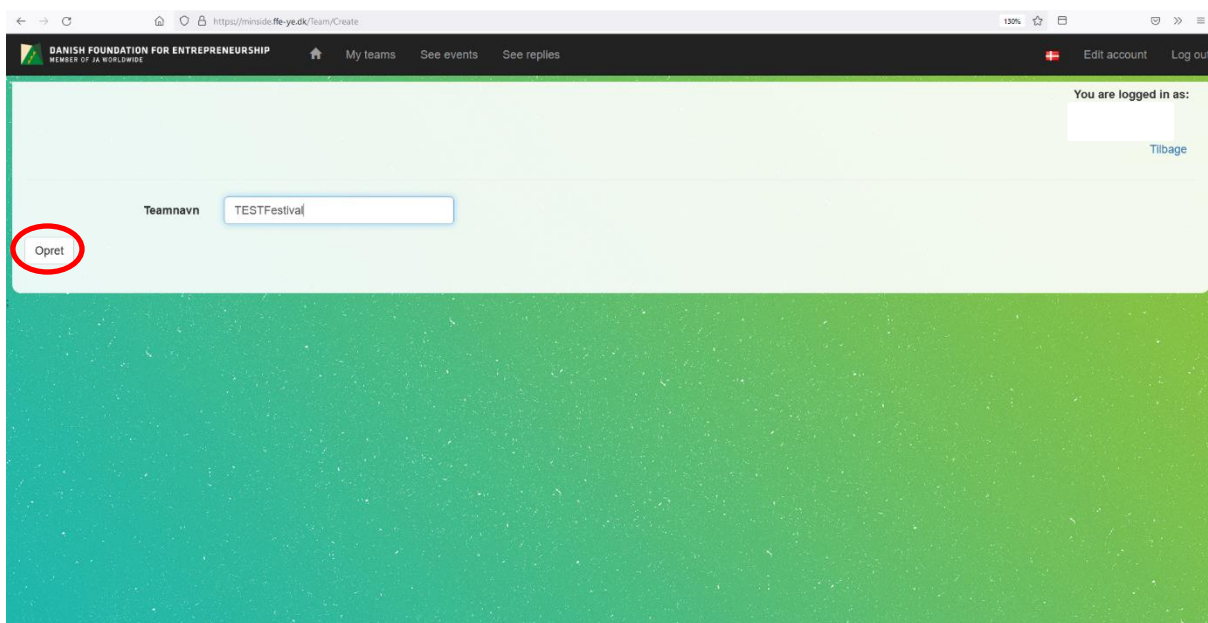 https://minside.ffe-ye.dk/Team/Create
130%
DANISH FOUNDATION FOR ENTREPRENEURSHIP
MEMBER OF JA WORLDWIDE
My teams See events See replies
Edit account Log out
You are logged in as:
Tilbage
Teamnavn TESTFestival
Opret